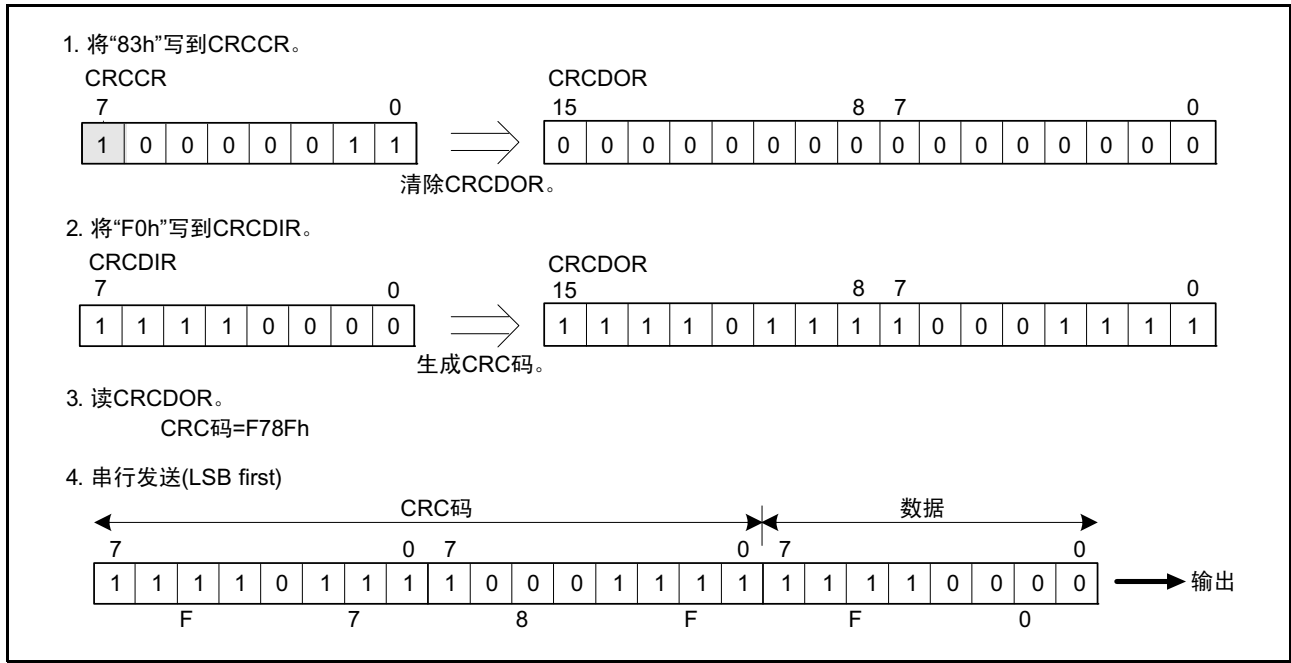 1. 将“83h”写到CRCCR。
CRCCR CRCDOR
7 0 15 8 7 0
1 0 0 0 0 0 1 1 0 0 0 0 0 0 0 0 0 0 0 0 0 0 0 0
清除CRCDOR。
2. 将“F0h”写到CRCDIR。
CRCDIR CRCDOR
7 0 15 8 7 0
1 1 1 1 0 0 0 0 1 1 1 1 0 1 1 1 1 0 0 0 1 1 1 1
生成CRC码。
3. 读CRCDOR。
CRC码=F78Fh
4. 串行发送(LSB first)
CRC码 数据
7 0 7 0 7 0
1 1 1 1 0 1 1 1 1 0 0 0 1 1 1 1 1 1 1 1 0 0 0 0 输出
F 7 8 F F 0